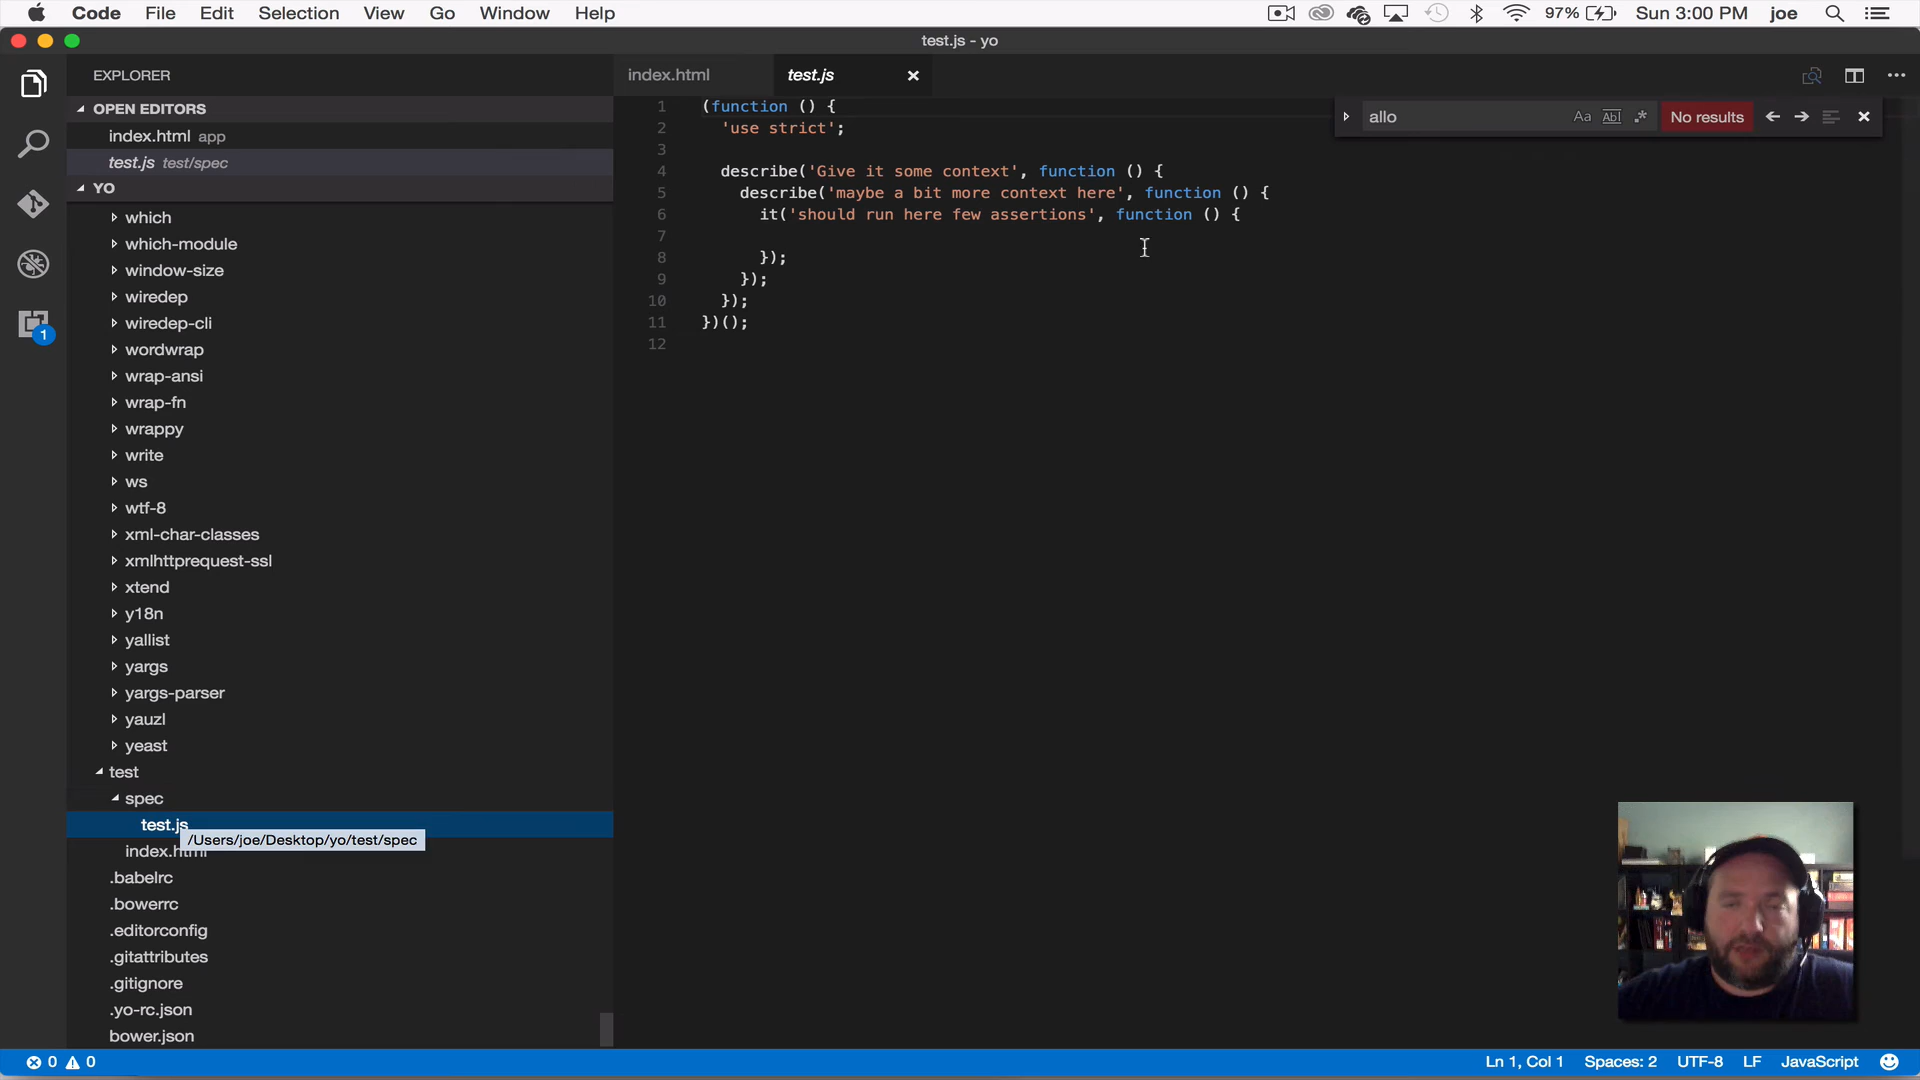 Code File Edit Selection View Go Window Help 97% Sun 3:00 PM joe
test.js - yo
EXPLORER
OPEN EDITORS
index.html app
test.js test/spec
YO
which
which-module
window-size
wiredep
wiredep-cli
wordwrap
wrap-ansi
wrap-fn
wrappy
write
ws
wtf-8
xml-char-classes
xmlhttprequest-ssl
xtend
y18n
yallist
yargs
yargs-parser
yauzl
yeast
test
spec
test.js
/Users/joe/Desktop/yo/test/spec
index.html
.babelrc
.bowerrc
.editorconfig
.gitattributes
.gitignore
.yo-rc.json
bower.json
1
index.html test.js
allo Aa Abl .* No results
1 (function () {
2 'use strict';
3
4 describe('Give it some context', function () {
5 describe('maybe a bit more context here', function () {
6 it('should run here few assertions', function () {
7
8 });
9 });
10 });
11 })();
12
0 0 Ln 1, Col 1 Spaces: 2 UTF-8 LF JavaScript